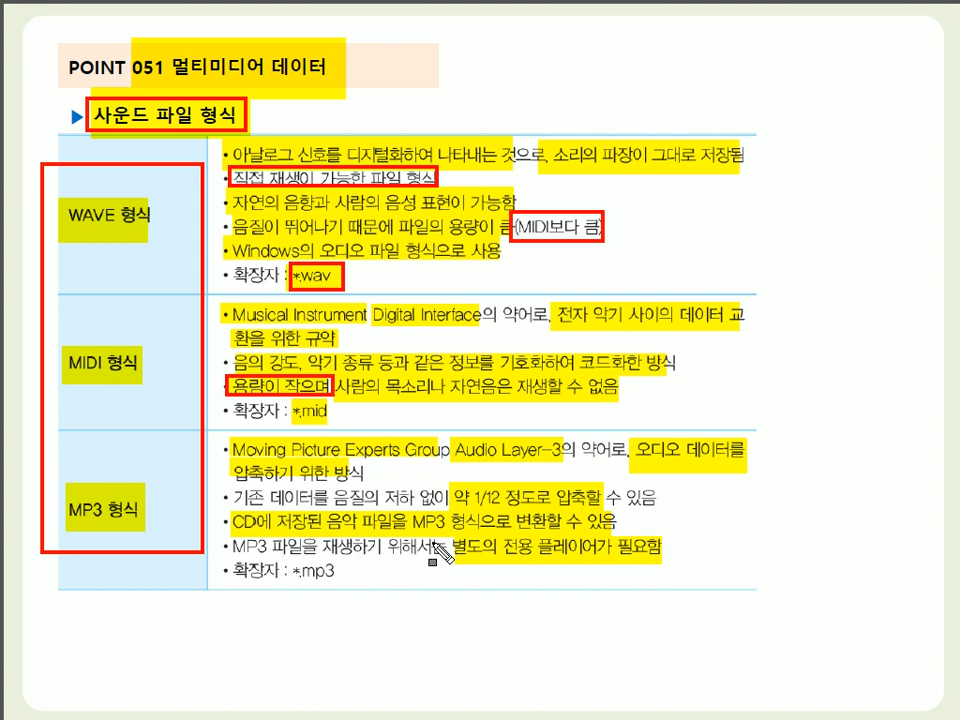 POINT 051 멀티미디어 데이터
▶ 사운드 파일 형식
WAVE 형식
• 아날로그 신호를 디지털화하여 나타내는 것으로, 소리의 파장이 그대로 저장됨
• 직접 재생이 가능한 파일 형식
• 자연의 음향과 사람의 음성 표현이 가능함
• 음질이 뛰어나기 때문에 파일의 용량이 큼(MIDI보다 큼)
• Windows의 오디오 파일 형식으로 사용
• 확장자 : *.wav
MIDI 형식
• Musical Instrument Digital Interface의 약어로, 전자 악기 사이의 데이터 교
환을 위한 규약
• 음의 강도, 악기 종류 등과 같은 정보를 기호화하여 코드화한 방식
• 용량이 작으며 사람의 목소리나 자연음은 재생할 수 없음
• 확장자 : *.mid
MP3 형식
• Moving Picture Experts Group Audio Layer-3의 약어로, 오디오 데이터를
압축하기 위한 방식
• 기존 데이터를 음질의 저하 없이 약 1/12 정도로 압축할 수 있음
• CD에 저장된 음악 파일을 MP3 형식으로 변환할 수 있음
• MP3 파일을 재생하기 위해서는 별도의 전용 플레이어가 필요함
• 확장자 : *.mp3